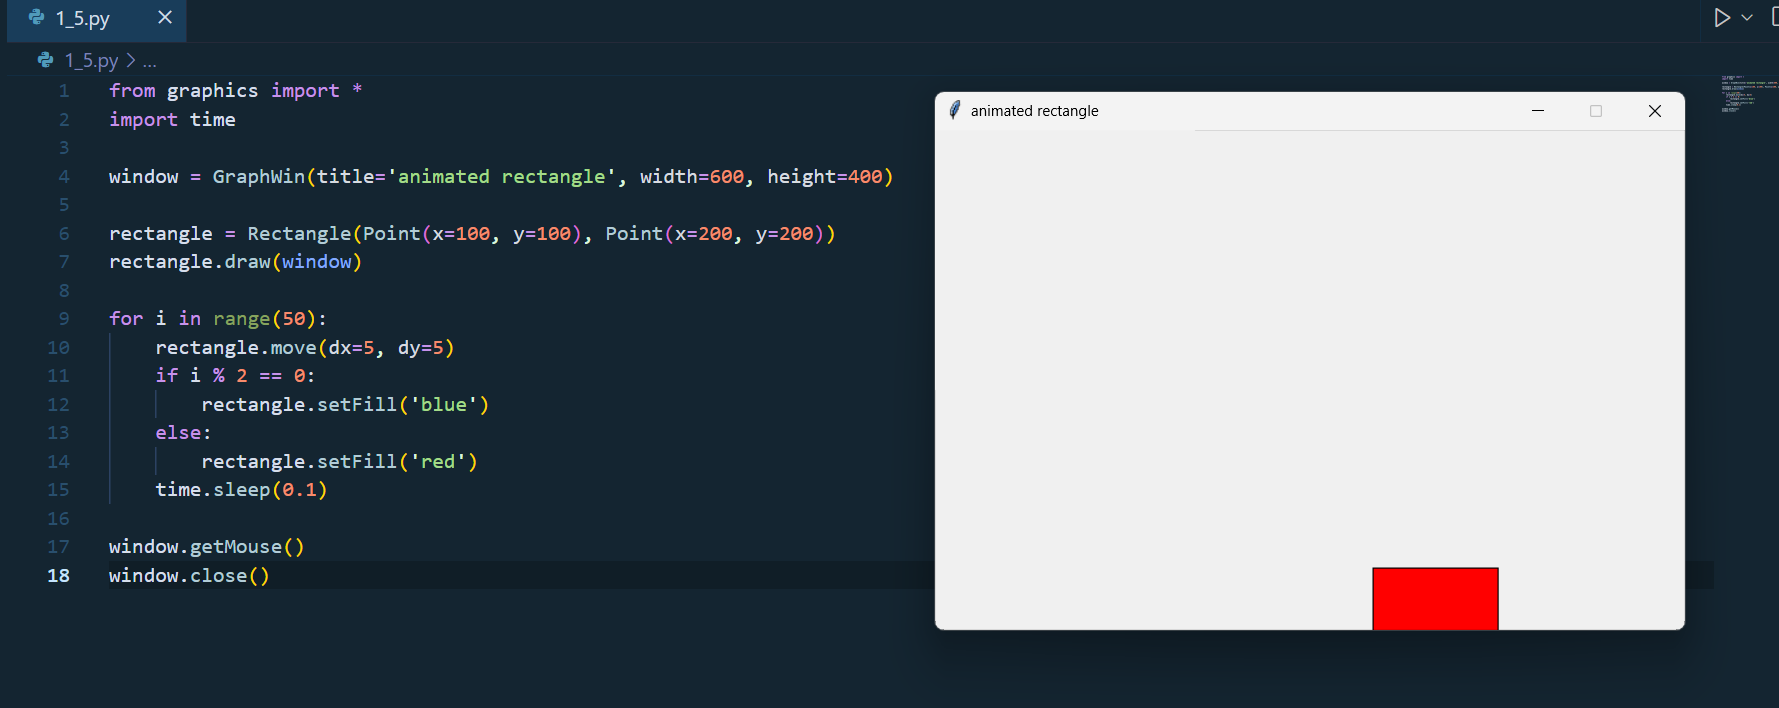 1_5.py
1_5.py > ...
1 from graphics import *
2 import time
3
4 window = GraphWin(title='animated rectangle', width=600, height=400)
5
6 rectangle = Rectangle(Point(x=100, y=100), Point(x=200, y=200))
7 rectangle.draw(window)
8
9 for i in range(50):
10     rectangle.move(dx=5, dy=5)
11     if i % 2 == 0:
12         rectangle.setFill('blue')
13     else:
14         rectangle.setFill('red')
15     time.sleep(0.1)
16
17 window.getMouse()
18 window.close()
animated rectangle